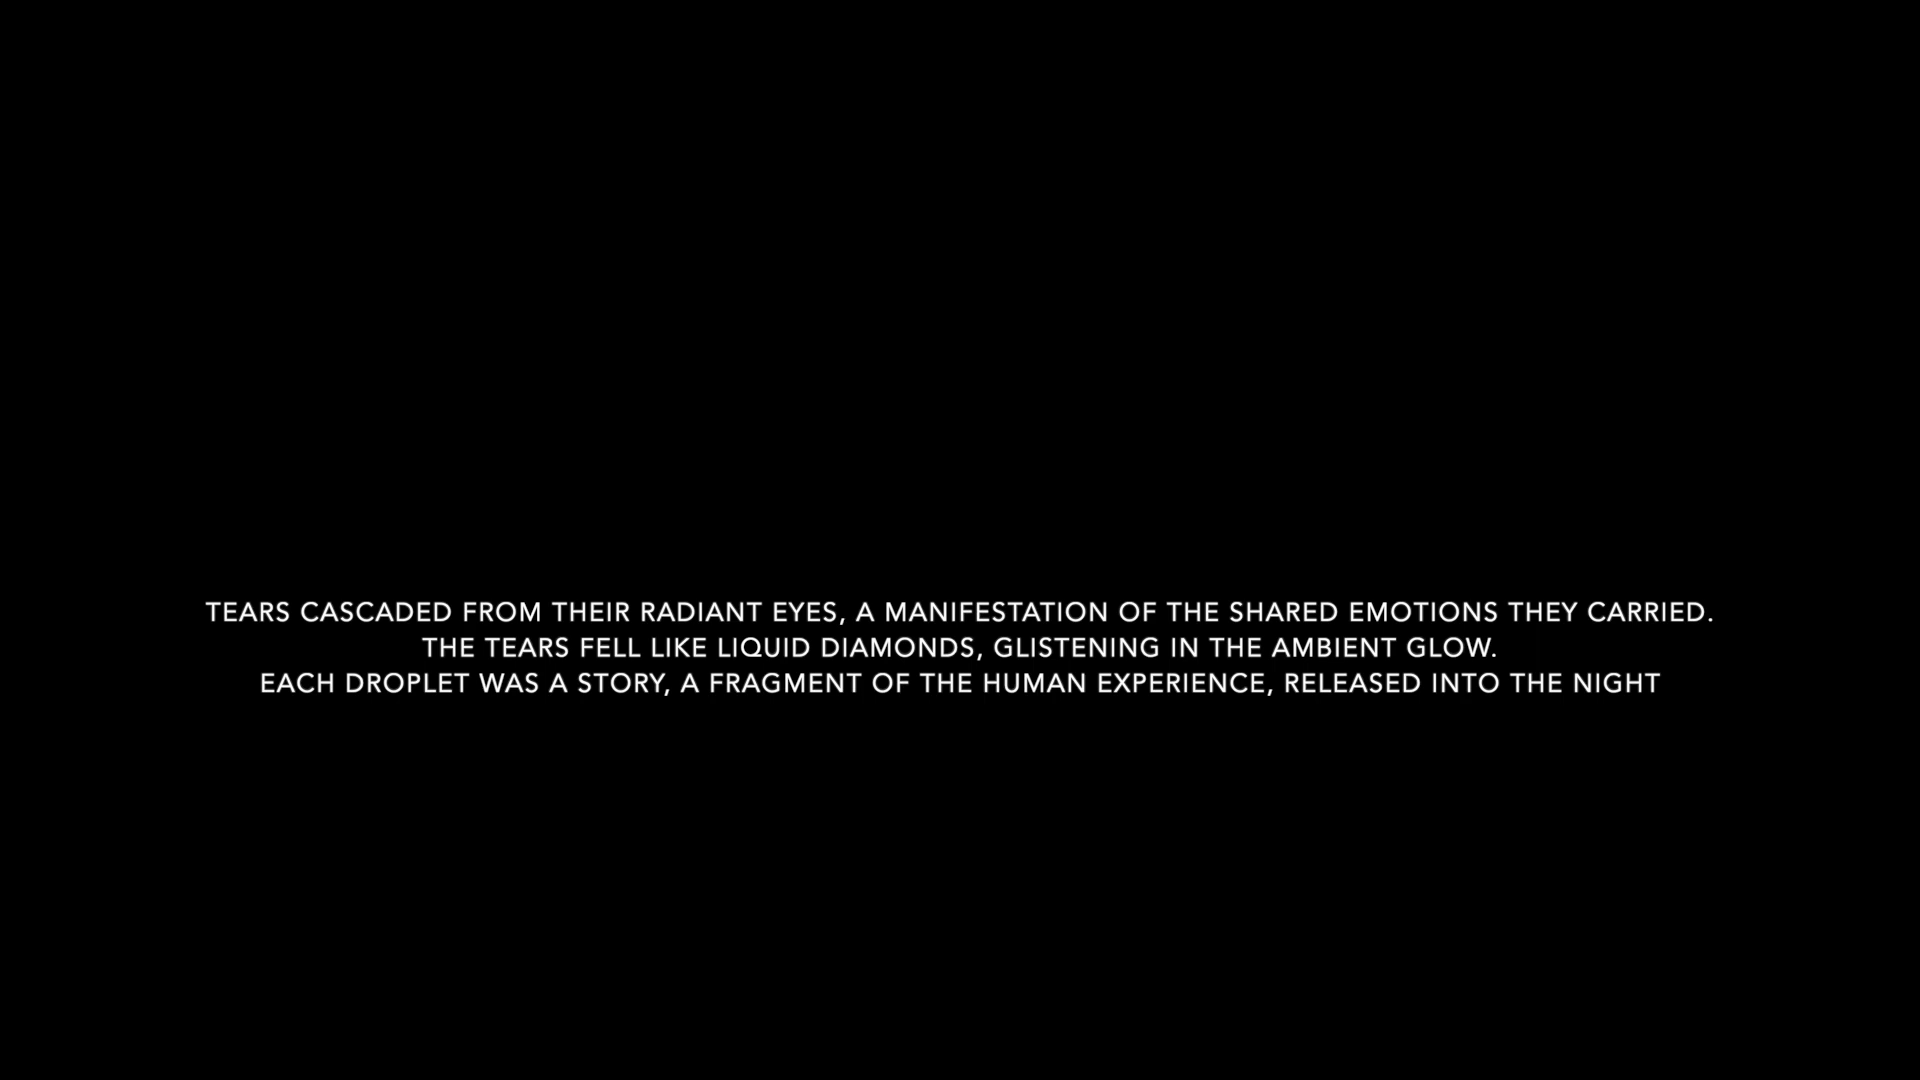 TEARS CASCADED FROM THEIR RADIANT EYES, A MANIFESTATION OF THE SHARED EMOTIONS THEY CARRIED.
THE TEARS FELL LIKE LIQUID DIAMONDS, GLISTENING IN THE AMBIENT GLOW.
EACH DROPLET WAS A STORY, A FRAGMENT OF THE HUMAN EXPERIENCE, RELEASED INTO THE NIGHT